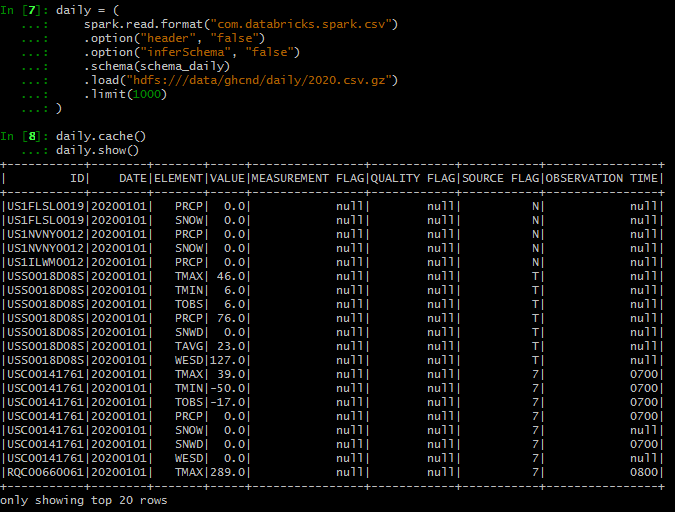 In [7]: daily = (
   ...:     spark.read.format("com.databricks.spark.csv")
   ...:     .option("header", "false")
   ...:     .option("inferSchema", "false")
   ...:     .schema(schema_daily)
   ...:     .load("hdfs:///data/ghcnd/daily/2020.csv.gz")
   ...:     .limit(1000)
   ...: )

In [8]: daily.cache()
   ...: daily.show()
+-----------+--------+-------+-----+----------------+------------+-----------+----------------+
|         ID|    DATE|ELEMENT|VALUE|MEASUREMENT FLAG|QUALITY FLAG|SOURCE FLAG|OBSERVATION TIME|
+-----------+--------+-------+-----+----------------+------------+-----------+----------------+
|US1FLSL0019|20200101|   PRCP|  0.0|            null|        null|          N|            null|
|US1FLSL0019|20200101|   SNOW|  0.0|            null|        null|          N|            null|
|US1NVNY0012|20200101|   PRCP|  0.0|            null|        null|          N|            null|
|US1NVNY0012|20200101|   SNOW|  0.0|            null|        null|          N|            null|
|US1ILWM0012|20200101|   PRCP|  0.0|            null|        null|          N|            null|
|USS0018D08S|20200101|   TMAX| 46.0|            null|        null|          T|            null|
|USS0018D08S|20200101|   TMIN|  6.0|            null|        null|          T|            null|
|USS0018D08S|20200101|   TOBS|  6.0|            null|        null|          T|            null|
|USS0018D08S|20200101|   PRCP| 76.0|            null|        null|          T|            null|
|USS0018D08S|20200101|   SNWD|  0.0|            null|        null|          T|            null|
|USS0018D08S|20200101|   TAVG| 23.0|            null|        null|          T|            null|
|USS0018D08S|20200101|   WESD|127.0|            null|        null|          T|            null|
|USC00141761|20200101|   TMAX| 39.0|            null|        null|          7|            0700|
|USC00141761|20200101|   TMIN|-50.0|            null|        null|          7|            0700|
|USC00141761|20200101|   TOBS|-17.0|            null|        null|          7|            0700|
|USC00141761|20200101|   PRCP|  0.0|            null|        null|          7|            0700|
|USC00141761|20200101|   SNOW|  0.0|            null|        null|          7|            null|
|USC00141761|20200101|   SNWD|  0.0|            null|        null|          7|            0700|
|USC00141761|20200101|   WESD|  0.0|            null|        null|          7|            null|
|RQC00660061|20200101|   TMAX|289.0|            null|        null|          7|            0800|
+-----------+--------+-------+-----+----------------+------------+-----------+----------------+
only showing top 20 rows